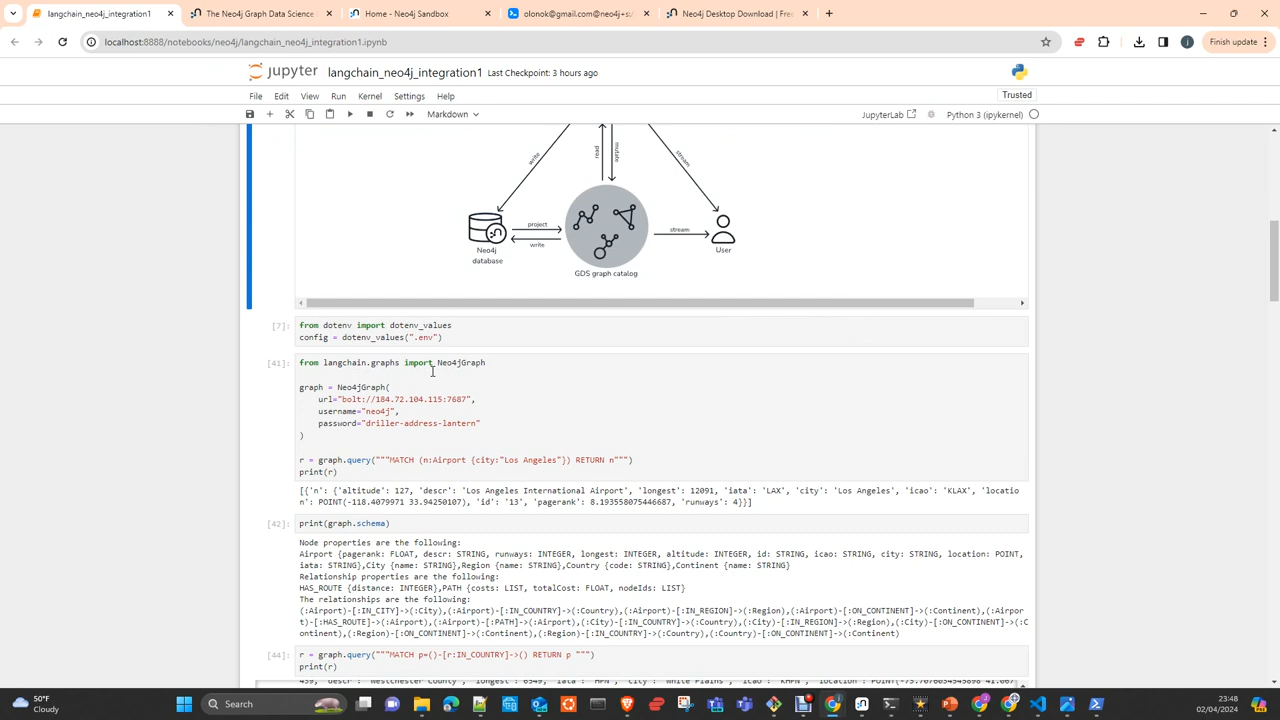 langchain_neo4j_integration1
The Neo4j Graph Data Science
Home - Neo4j Sandbox
olonok@gmail.com@neo4j+s:/
Neo4j Desktop Download | Free
localhost:8888/notebooks/neo4j/langchain_neo4j_integration1.ipynb
Finish update
jupyter
langchain_neo4j_integration1 Last Checkpoint: 3 hours ago
File Edit View Run Kernel Settings Help
Trusted
Markdown
JupyterLab
Python 3 (ipykernel)
write
read
mutate
stream
project
write
stream
Neo4j
database
GDS graph catalog
User
[7]:
from dotenv import dotenv_values
config = dotenv_values(".env")
[41]:
from langchain.graphs import Neo4jGraph
graph = Neo4jGraph(
url="bolt://184.72.104.115:7687",
username="neo4j",
password="driller-address-lantern"
)
r = graph.query("""MATCH (n:Airport {city:"Los Angeles"}) RETURN n""")
print(r)
[{'n': {'altitude': 127, 'descr': 'Los Angeles International Airport', 'longest': 12091, 'iata': 'LAX', 'city': 'Los Angeles', 'icao': 'KLAX', 'locatio
n': POINT(-118.4079971 33.94250107), 'id': '13', 'pagerank': 8.193558075446687, 'runways': 4}}]
[42]:
print(graph.schema)
Node properties are the following:
Airport {pagerank: FLOAT, descr: STRING, runways: INTEGER, longest: INTEGER, altitude: INTEGER, id: STRING, icao: STRING, city: STRING, location: POINT,
iata: STRING},City {name: STRING},Region {name: STRING},Country {code: STRING},Continent {name: STRING}
Relationship properties are the following:
HAS_ROUTE {distance: INTEGER},PATH {costs: LIST, totalCost: FLOAT, nodeIds: LIST}
The relationships are the following:
(:Airport)-[:IN_CITY]->(:City),(:Airport)-[:IN_COUNTRY]->(:Country),(:Airport)-[:IN_REGION]->(:Region),(:Airport)-[:ON_CONTINENT]->(:Continent),(:Airpor
t)-[:HAS_ROUTE]->(:Airport),(:Airport)-[:PATH]->(:Airport),(:City)-[:IN_COUNTRY]->(:Country),(:City)-[:IN_REGION]->(:Region),(:City)-[:ON_CONTINENT]->(:C
ontinent),(:Region)-[:ON_CONTINENT]->(:Continent),(:Region)-[:IN_COUNTRY]->(:Country),(:Country)-[:ON_CONTINENT]->(:Continent)
[44]:
r = graph.query("""MATCH p=()-[r:IN_COUNTRY]->() RETURN p """)
print(r)
50°F
Cloudy
Search
23:48
02/04/2024